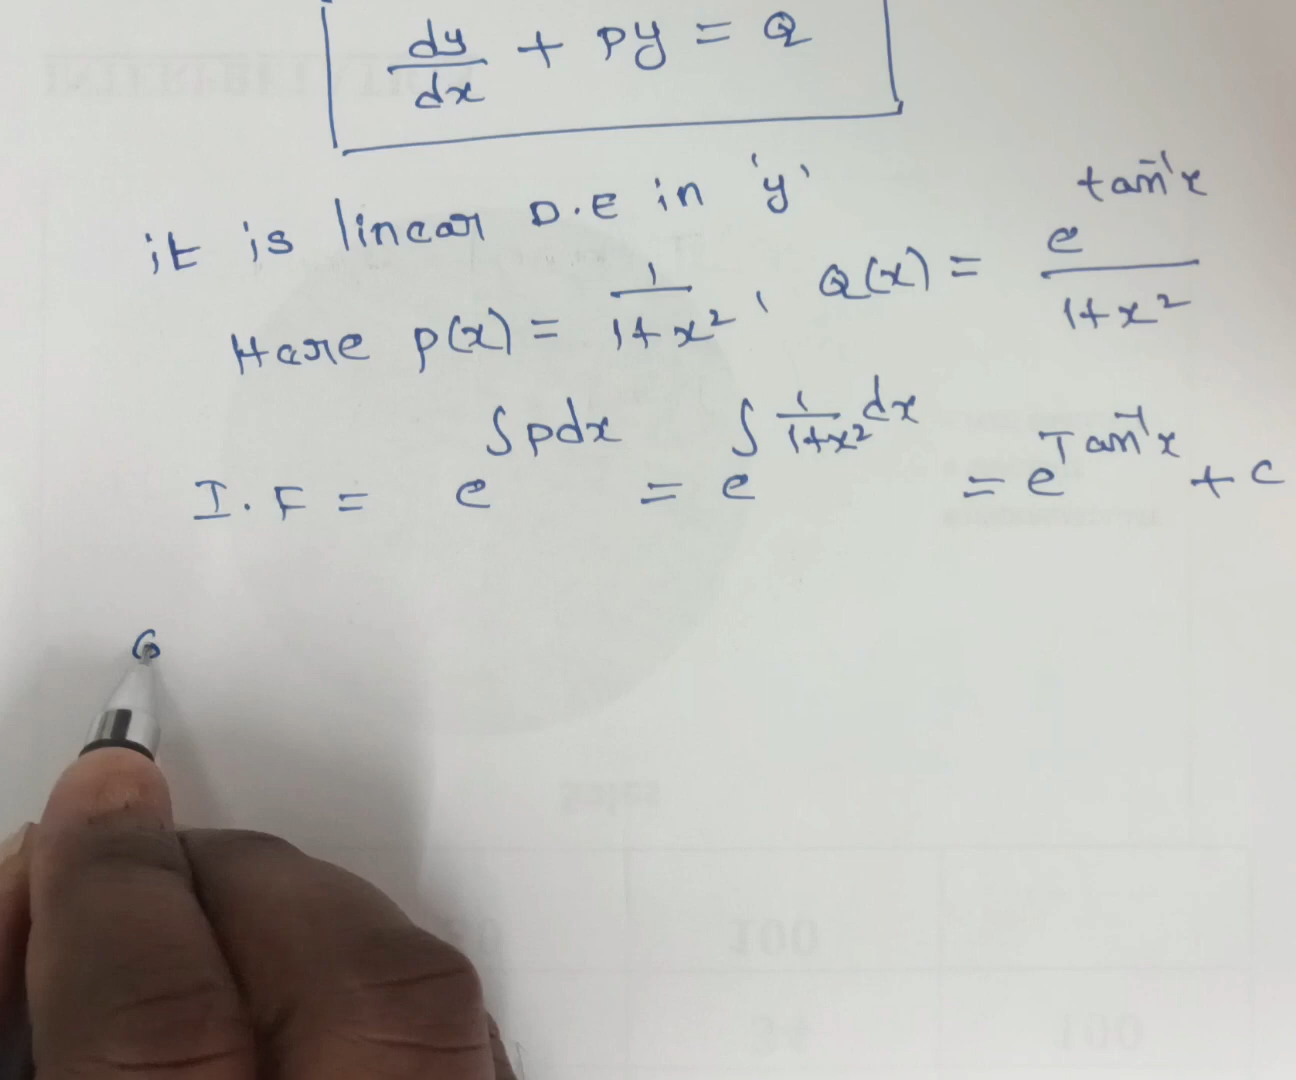 dy/dx + Py = Q
it is linear D.E in 'y'
Here p(x) = 1/1+x², Q(x) = e^tan⁻¹x/1+x²
I.F = e^∫pdx = e^∫1/1+x² dx = e^Tan⁻¹x + c
G